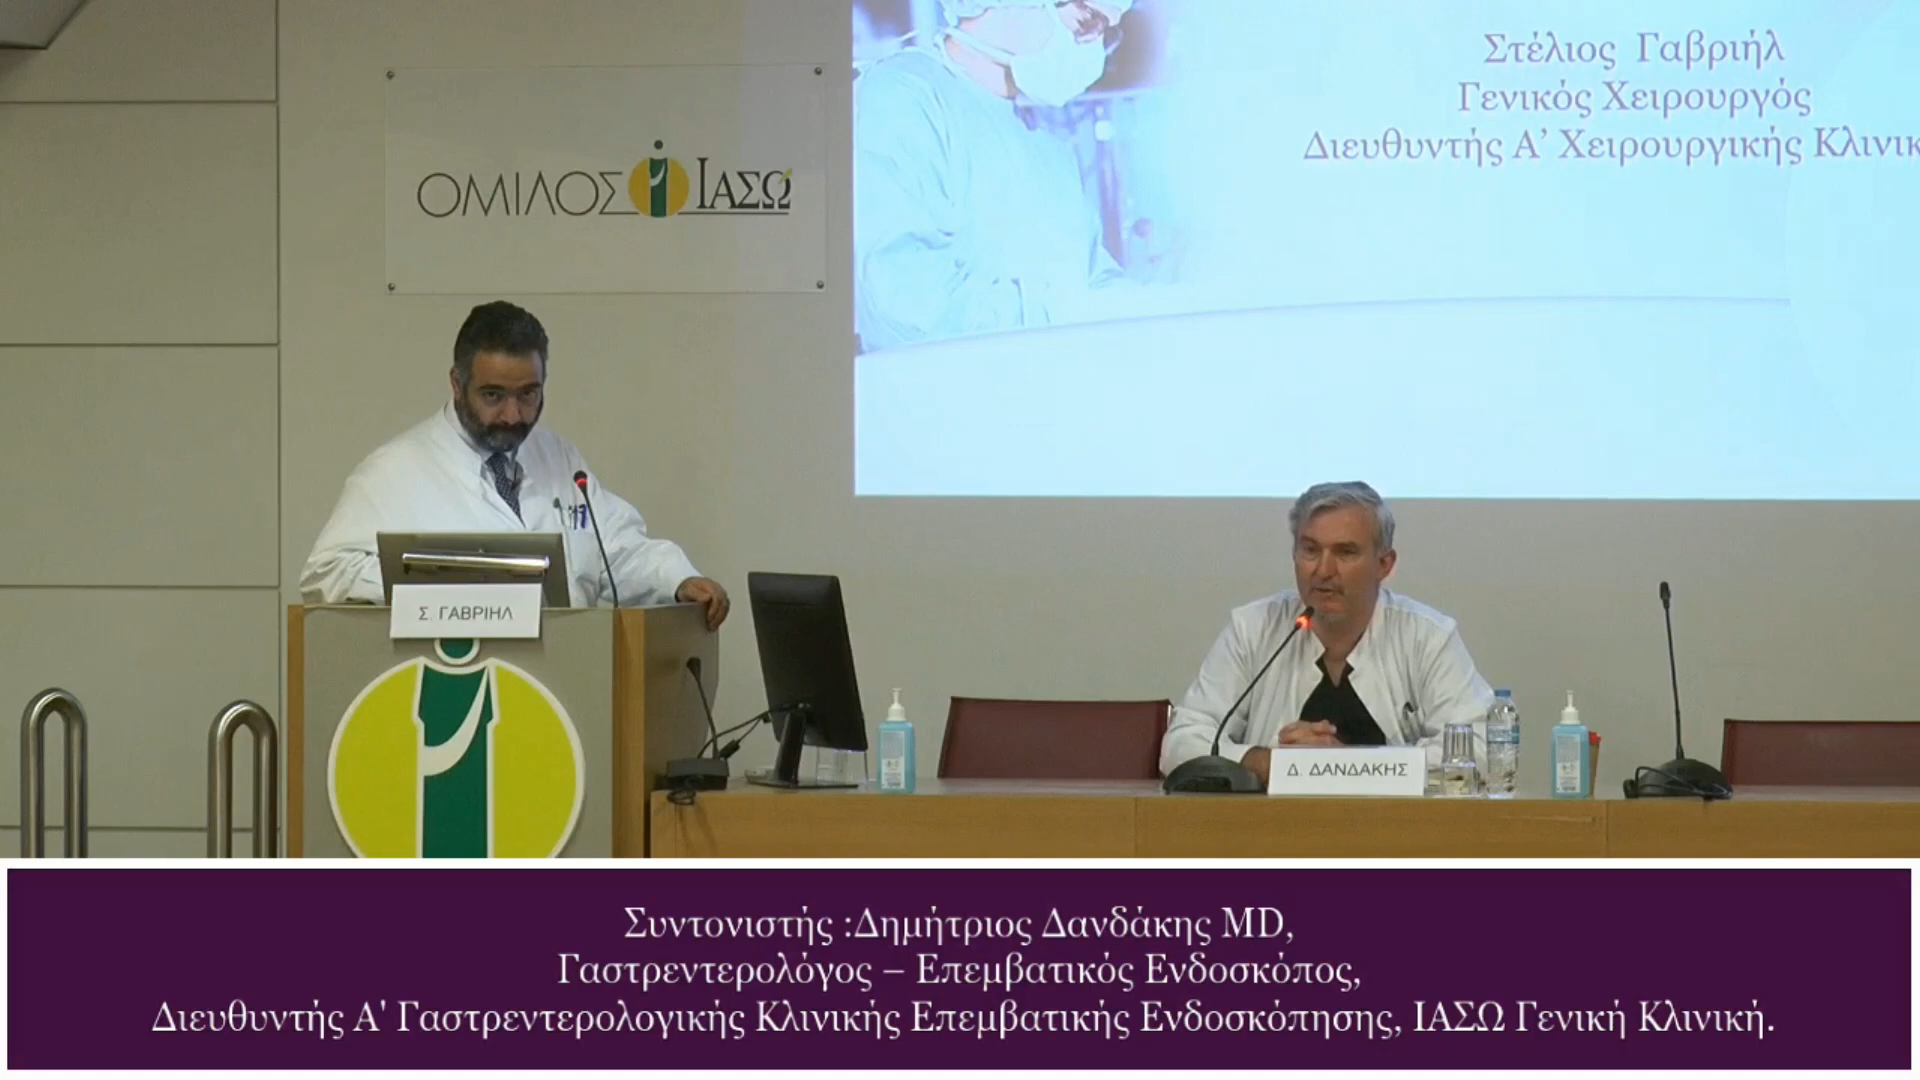 Στέλιος Γαβριήλ
Γενικός Χειρουργός
Διευθυντής Α’ Χειρουργικής Κλινικ
ΟΜΙΛΟΣ ΙΑΣΩ
Σ. ΓΑΒΡΙΗΛ
Δ. ΔΑΝΔΑΚΗΣ
Συντονιστής :Δημήτριος Δανδάκης MD,
Γαστρεντερολόγος – Επεμβατικός Ενδοσκόπος,
Διευθυντής Α' Γαστρεντερολογικής Κλινικής Επεμβατικής Ενδοσκόπησης, ΙΑΣΩ Γενική Κλινική.